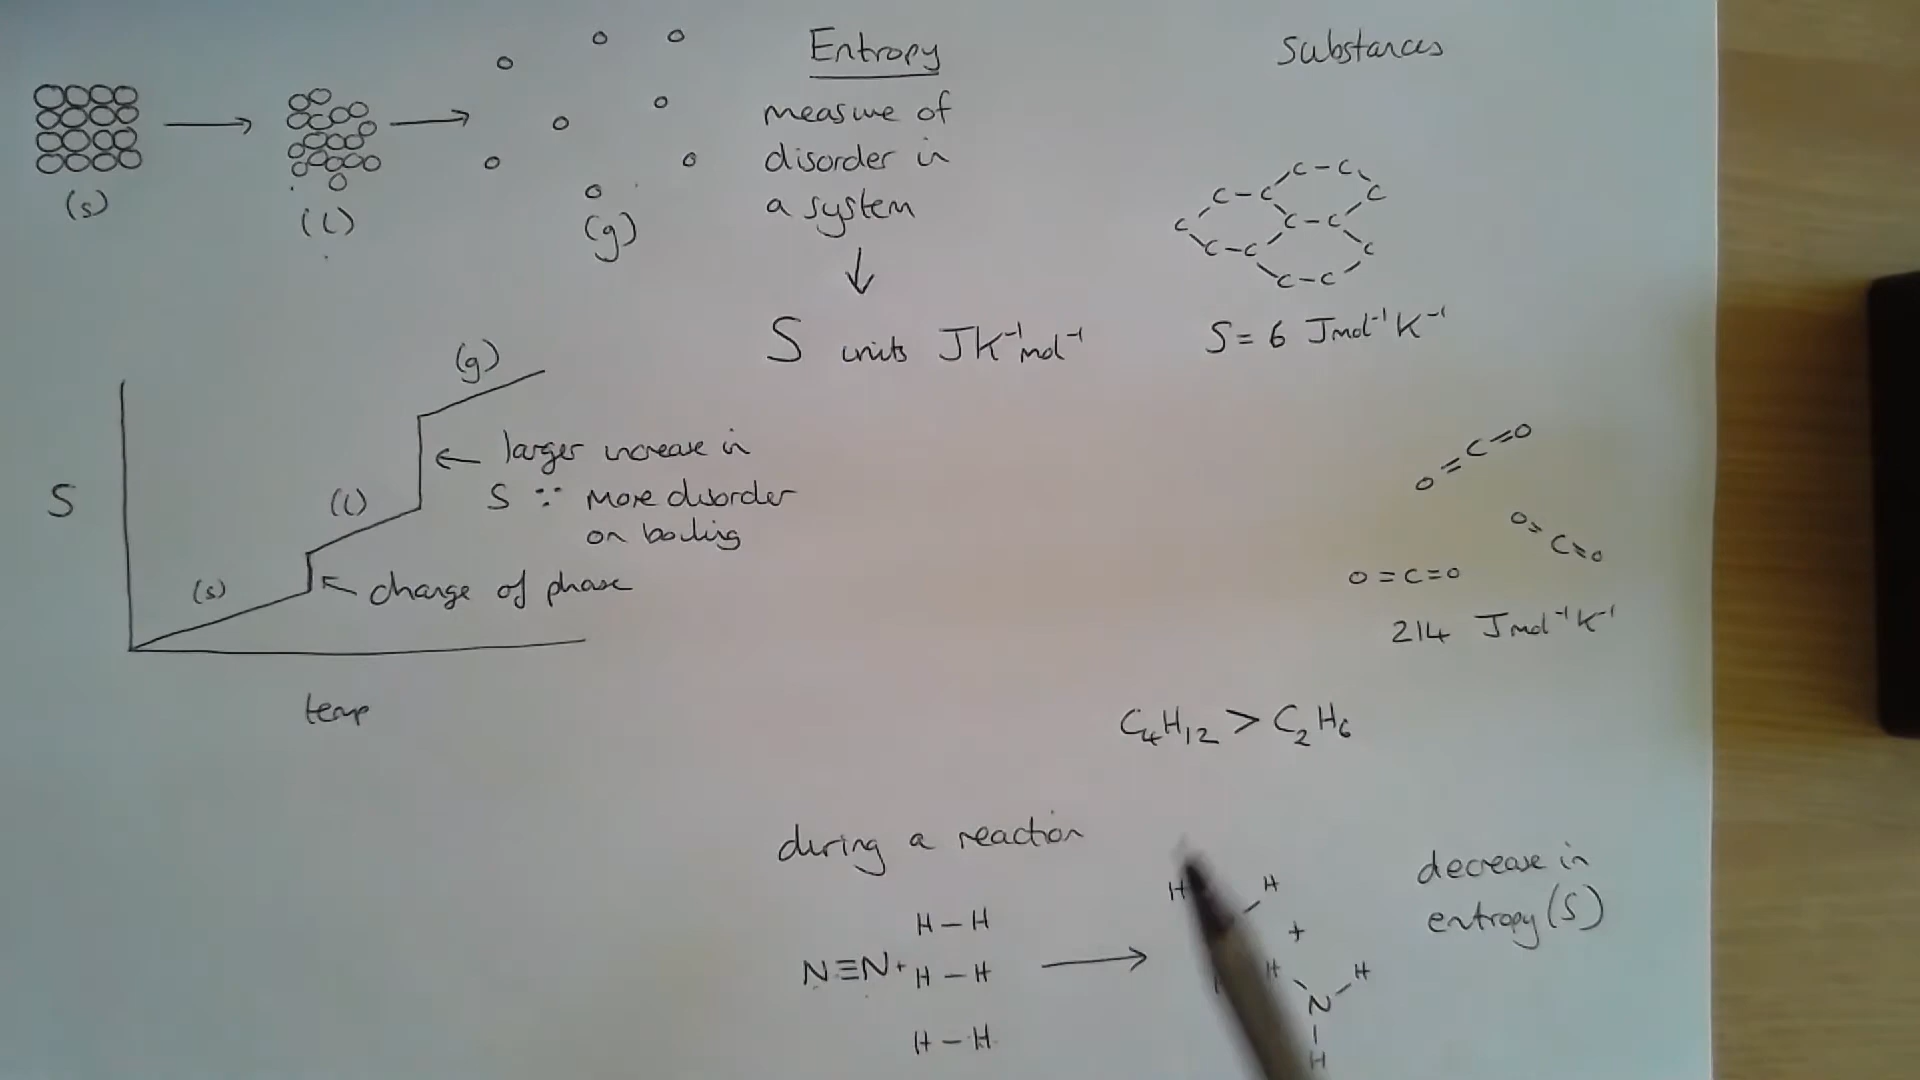 (s)
(l)
(g)
Entropy
measure of
disorder in
a system
S units JK⁻¹mol⁻¹
Substances
C-C
C-C C
C C-C
C-C C
C-C
S= 6 Jmol⁻¹K⁻¹
O=C=O
O=C=O
O=C=O
214 Jmol⁻¹K⁻¹
C₄H₁₂ > C₂H₆
S
(g)
← larger increase in
S ∵ more disorder
on boiling
(l)
(s)
← change of phase
temp
during a reaction
H-H
N≡N+ H-H
H-H
→
H H
+
H H
N
H
decrease in
entropy (S)